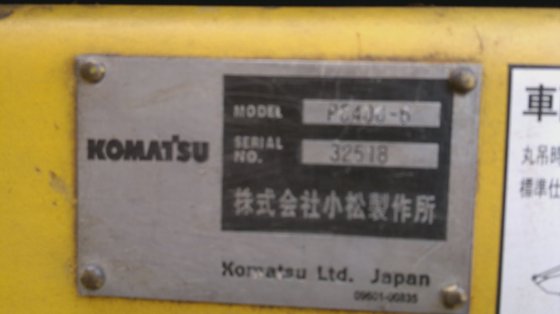 KOMATSU
MODEL PC400-6
SERIAL NO. 32518
株式会社小松製作所
Komatsu Ltd. Japan
09601-00835
車
丸吊時
標準仕